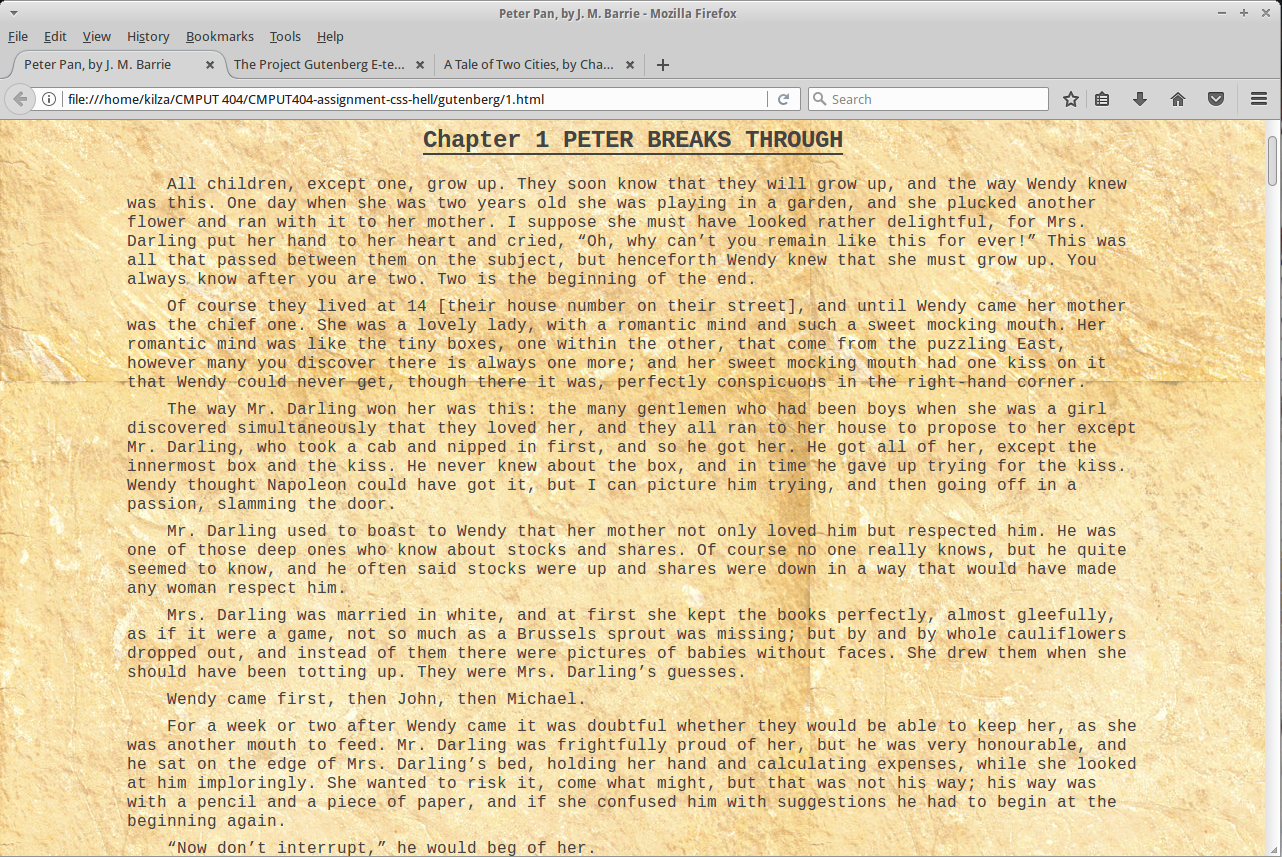 Peter Pan, by J. M. Barrie - Mozilla Firefox
File Edit View History Bookmarks Tools Help
Peter Pan, by J. M. Barrie The Project Gutenberg E-te... A Tale of Two Cities, by Cha...
file:///home/kilza/CMPUT 404/CMPUT404-assignment-css-hell/gutenberg/1.html Search
Chapter 1 PETER BREAKS THROUGH
All children, except one, grow up. They soon know that they will grow up, and the way Wendy knew
was this. One day when she was two years old she was playing in a garden, and she plucked another
flower and ran with it to her mother. I suppose she must have looked rather delightful, for Mrs.
Darling put her hand to her heart and cried, “Oh, why can’t you remain like this for ever!” This was
all that passed between them on the subject, but henceforth Wendy knew that she must grow up. You
always know after you are two. Two is the beginning of the end.
Of course they lived at 14 [their house number on their street], and until Wendy came her mother
was the chief one. She was a lovely lady, with a romantic mind and such a sweet mocking mouth. Her
romantic mind was like the tiny boxes, one within the other, that come from the puzzling East,
however many you discover there is always one more; and her sweet mocking mouth had one kiss on it
that Wendy could never get, though there it was, perfectly conspicuous in the right-hand corner.
The way Mr. Darling won her was this: the many gentlemen who had been boys when she was a girl
discovered simultaneously that they loved her, and they all ran to her house to propose to her except
Mr. Darling, who took a cab and nipped in first, and so he got her. He got all of her, except the
innermost box and the kiss. He never knew about the box, and in time he gave up trying for the kiss.
Wendy thought Napoleon could have got it, but I can picture him trying, and then going off in a
passion, slamming the door.
Mr. Darling used to boast to Wendy that her mother not only loved him but respected him. He was
one of those deep ones who know about stocks and shares. Of course no one really knows, but he quite
seemed to know, and he often said stocks were up and shares were down in a way that would have made
any woman respect him.
Mrs. Darling was married in white, and at first she kept the books perfectly, almost gleefully,
as if it were a game, not so much as a Brussels sprout was missing; but by and by whole cauliflowers
dropped out, and instead of them there were pictures of babies without faces. She drew them when she
should have been totting up. They were Mrs. Darling’s guesses.
Wendy came first, then John, then Michael.
For a week or two after Wendy came it was doubtful whether they would be able to keep her, as she
was another mouth to feed. Mr. Darling was frightfully proud of her, but he was very honourable, and
he sat on the edge of Mrs. Darling’s bed, holding her hand and calculating expenses, while she looked
at him imploringly. She wanted to risk it, come what might, but that was not his way; his way was
with a pencil and a piece of paper, and if she confused him with suggestions he had to begin at the
beginning again.
“Now don’t interrupt,” he would beg of her.